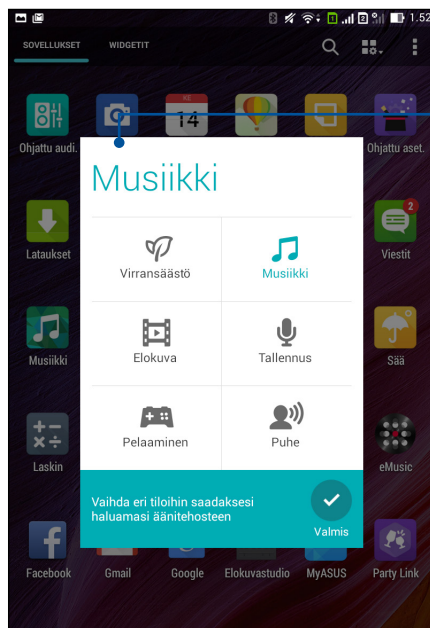 1.52
SOVELLUKSET WIDGETIT
KE
14
Ohjattu audi.
Ohjattu aset.
Musiikki
Virransäästö
Musiikki
Lataukset
2
Viestit
Elokuva
Tallennus
Musiikki
Sää
Pelaaminen
Puhe
Laskin
eMusic
Vaihda eri tiloihin saadaksesi
haluamasi äänitehosteen
Valmis
Facebook Gmail Google Elokuvastudio MyASUS Party Link